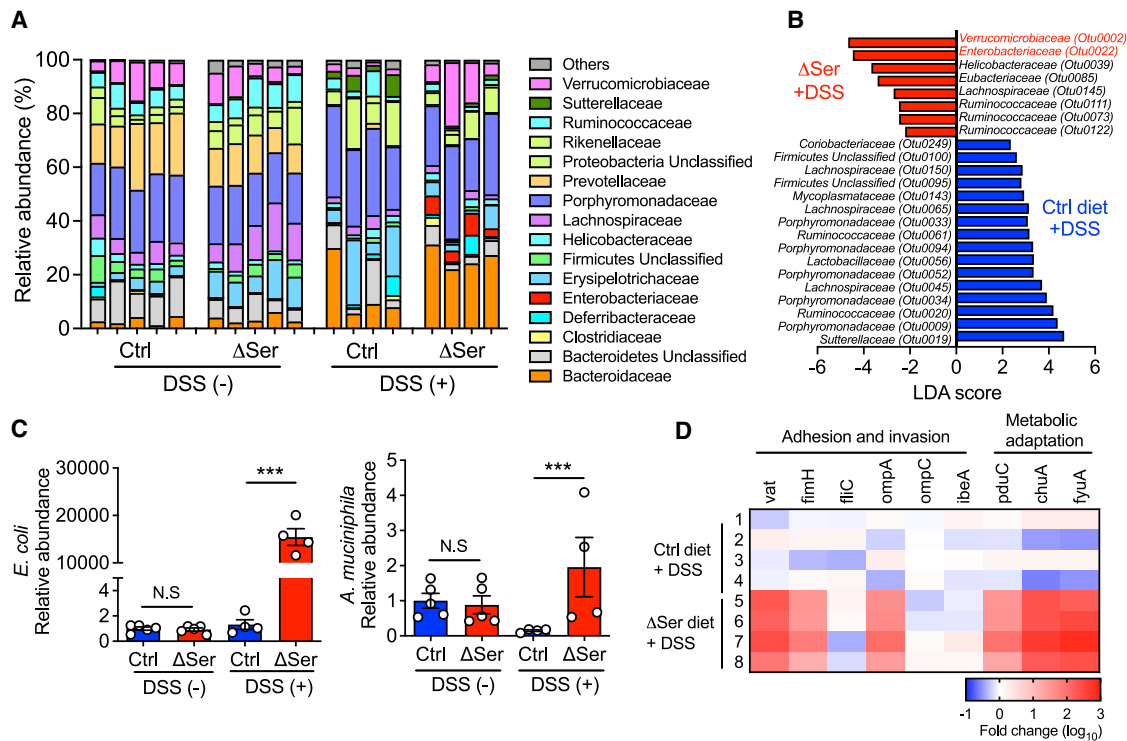 A
Relative abundance (%)
100
80
60
40
20
0
Ctrl
ΔSer
Ctrl
ΔSer
DSS (-)
DSS (+)
Others
Verrucomicrobiaceae
Sutterellaceae
Ruminococcaceae
Rikenellaceae
Proteobacteria Unclassified
Prevotellaceae
Porphyromonadaceae
Lachnospiraceae
Helicobacteraceae
Firmicutes Unclassified
Erysipelotrichaceae
Enterobacteriaceae
Deferribacteraceae
Clostridiaceae
Bacteroidetes Unclassified
Bacteroidaceae
B
ΔSer
+DSS
Verrucomicrobiaceae (Otu0002)
Enterobacteriaceae (Otu0022)
Helicobacteraceae (Otu0039)
Eubacteriaceae (Otu0085)
Lachnospiraceae (Otu0145)
Ruminococcaceae (Otu0111)
Ruminococcaceae (Otu0073)
Ruminococcaceae (Otu0122)
Coriobacteriaceae (Otu0249)
Firmicutes Unclassified (Otu0100)
Lachnospiraceae (Otu0150)
Firmicutes Unclassified (Otu0095)
Mycoplasmataceae (Otu0143)
Lachnospiraceae (Otu0065)
Porphyromonadaceae (Otu0033)
Ruminococcaceae (Otu0061)
Porphyromonadaceae (Otu0094)
Lactobacillaceae (Otu0056)
Porphyromonadaceae (Otu0052)
Lachnospiraceae (Otu0045)
Porphyromonadaceae (Otu0034)
Ruminococcaceae (Otu0020)
Porphyromonadaceae (Otu0009)
Sutterellaceae (Otu0019)
Ctrl diet
+DSS
-6 -4 -2 0 2 4 6
LDA score
C
E. coli
Relative abundance
30000
20000
10000
4
2
0
N.S
***
Ctrl ΔSer Ctrl ΔSer
DSS (-) DSS (+)
A. muciniphila
Relative abundance
5
4
3
2
1
0
N.S
***
Ctrl ΔSer Ctrl ΔSer
DSS (-) DSS (+)
D
Adhesion and invasion
Metabolic
adaptation
vat fimH fliC ompA ompC ibeA pduC chuA fyuA
Ctrl diet
+ DSS
ΔSer diet
+ DSS
1
2
3
4
5
6
7
8
-1 0 1 2 3
Fold change (log10)